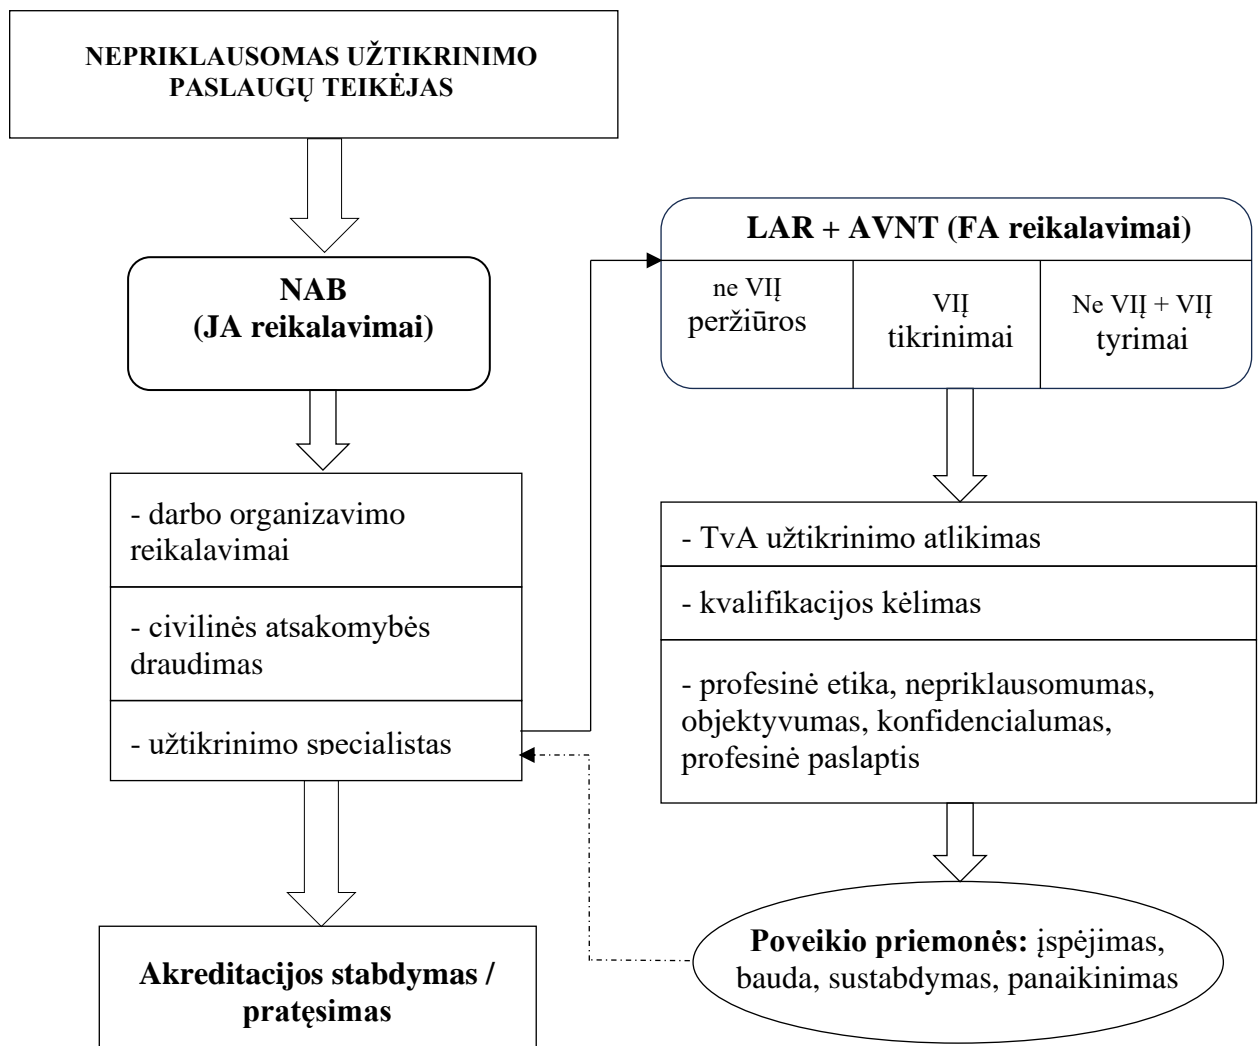 NEPRIKLAUSOMAS UŽTIKRINIMO
PASLAUGŲ TEIKĖJAS
NAB
(JA reikalavimai)
- darbo organizavimo
reikalavimai
- civilinės atsakomybės
draudimas
- užtikrinimo specialistas
Akreditacijos stabdymas /
pratęsimas
LAR + AVNT (FA reikalavimai)
ne VIĮ
peržiūros
VIĮ
tikrinimai
Ne VIĮ + VIĮ
tyrimai
- TvA užtikrinimo atlikimas
- kvalifikacijos kėlimas
- profesinė etika, nepriklausomumas,
objektyvumas, konfidencialumas,
profesinė paslaptis
Poveikio priemonės: įspėjimas,
bauda, sustabdymas, panaikinimas